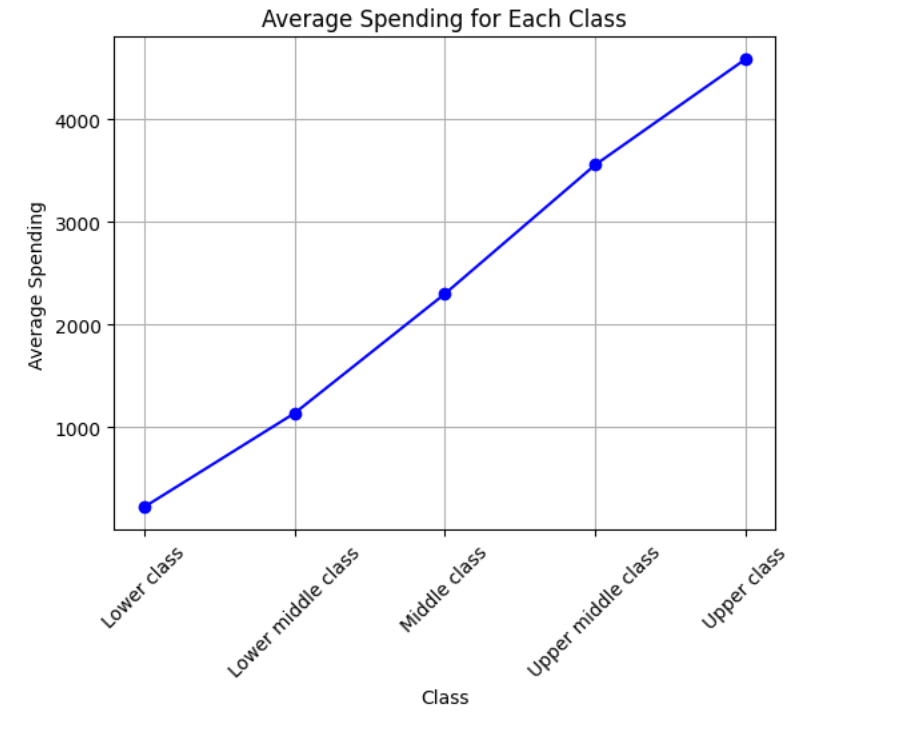 Average Spending for Each Class
Average Spending
4000
3000
2000
1000
Lower class
Lower middle class
Middle class
Upper middle class
Upper class
Class